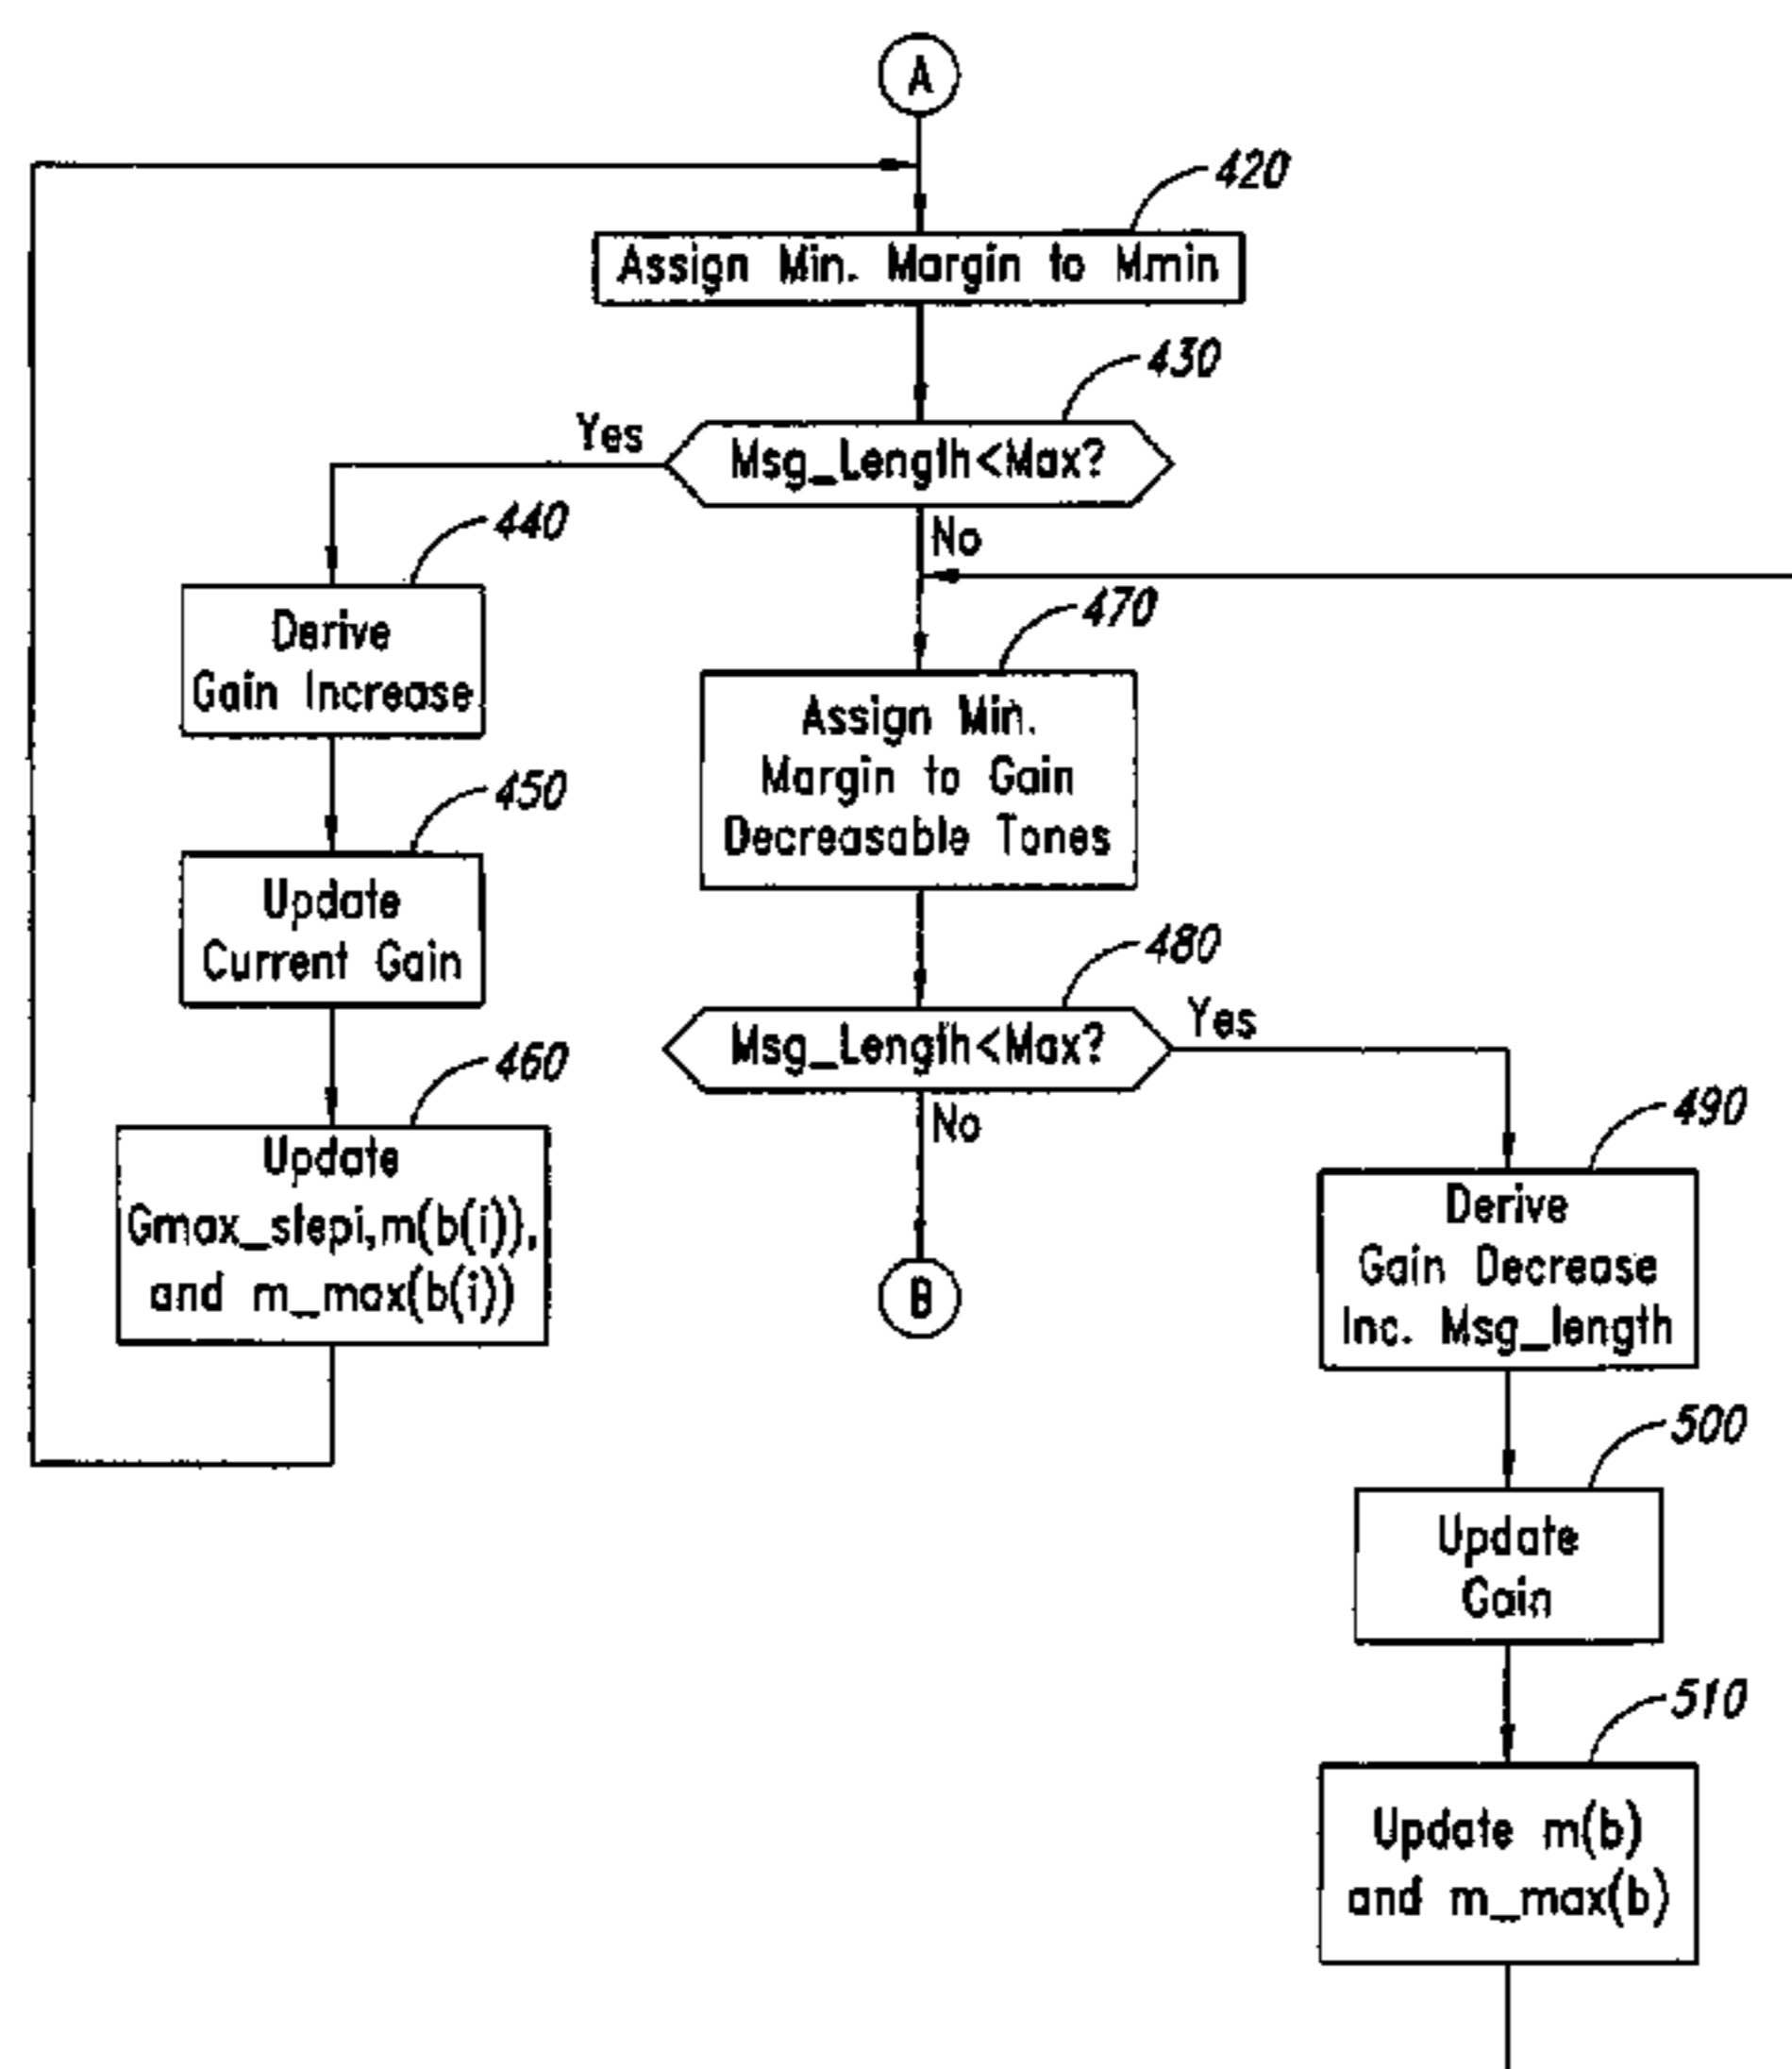 A
420
Assign Min. Margin to Mmin
430
Yes
Msg_Length<Max?
No
440
Derive
Gain Increase
470
Assign Min.
Margin to Gain
Decreasable Tones
450
Update
Current Gain
480
Msg_Length<Max?
Yes
No
460
Update
Gmax_stepi,m(b(i)),
and m_max(b(i))
B
490
Derive
Gain Decrease
Inc. Msg_length
500
Update
Gain
510
Update m(b)
and m_max(b)